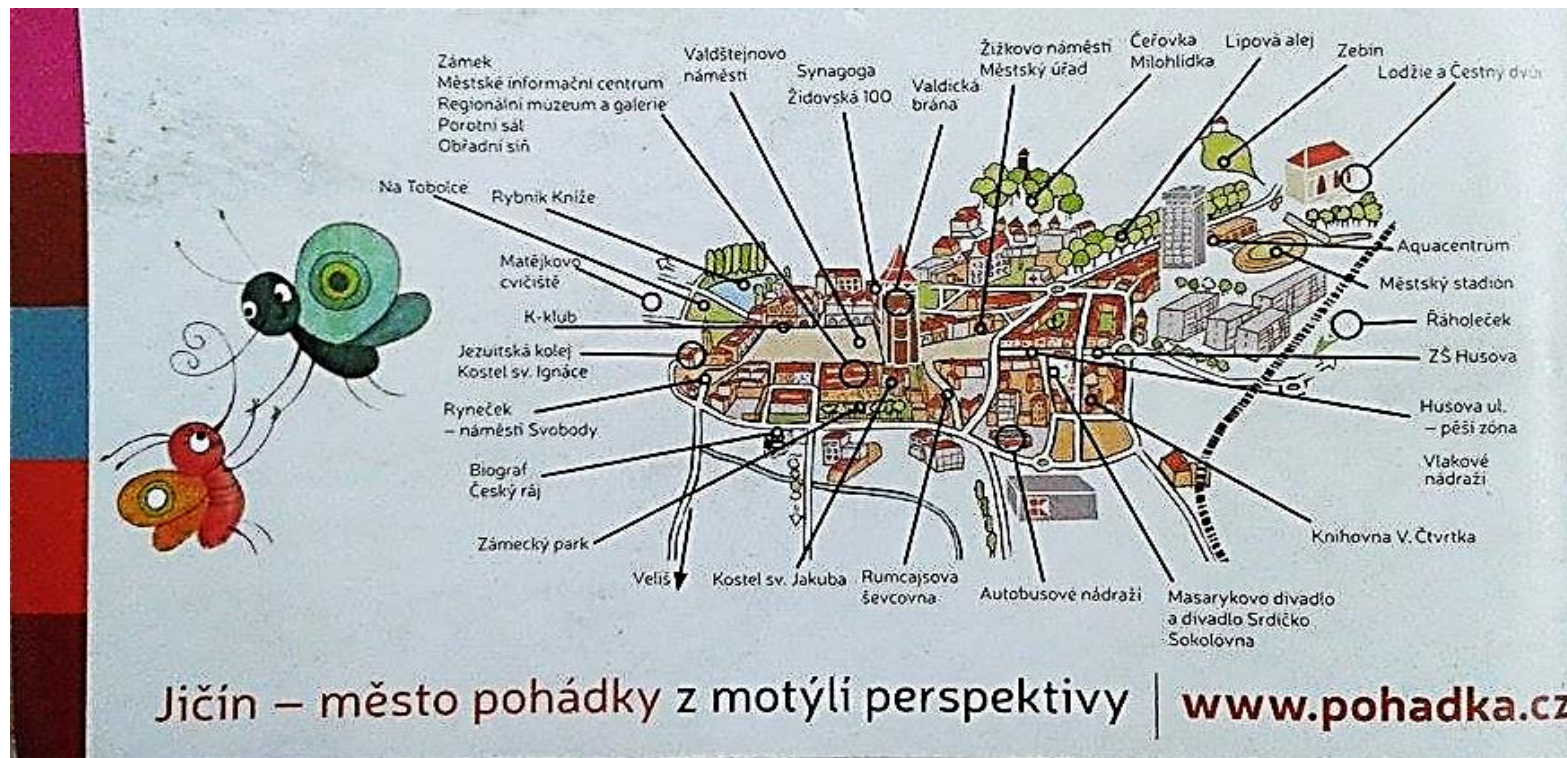 Zámek
Městské informační centrum
Regionální muzeum a galerie
Porotní sál
Obřadní síň
Valdštejnovo
náměstí
Synagoga
Židovská 100
Valdická
brána
Žižkovo náměstí
Městský úřad
Čeřovka
Milohlídka
Lipová alej
Zebín
Lodžie a Čestný dvůr
Na Tobolce
Rybník Kníže
Matějkovo
cvičiště
K-klub
Jezuitská kolej
Kostel sv. Ignáce
Ryneček
– náměstí Svobody
Biograf
Český ráj
Zámecký park
Veliš
Kostel sv. Jakuba
Rumcajsova
ševcovna
Autobusové nádraží
Masarykovo divadlo
a divadlo Srdíčko
Sokolovna
Knihovna V. Čtvrtka
Vlakové
nádraží
Husova ul.
– pěší zóna
ZŠ Husova
Řáholeček
Městský stadión
Aquacentrum
K
Jičín – město pohádky z motýlí perspektivy | www.pohadka.cz